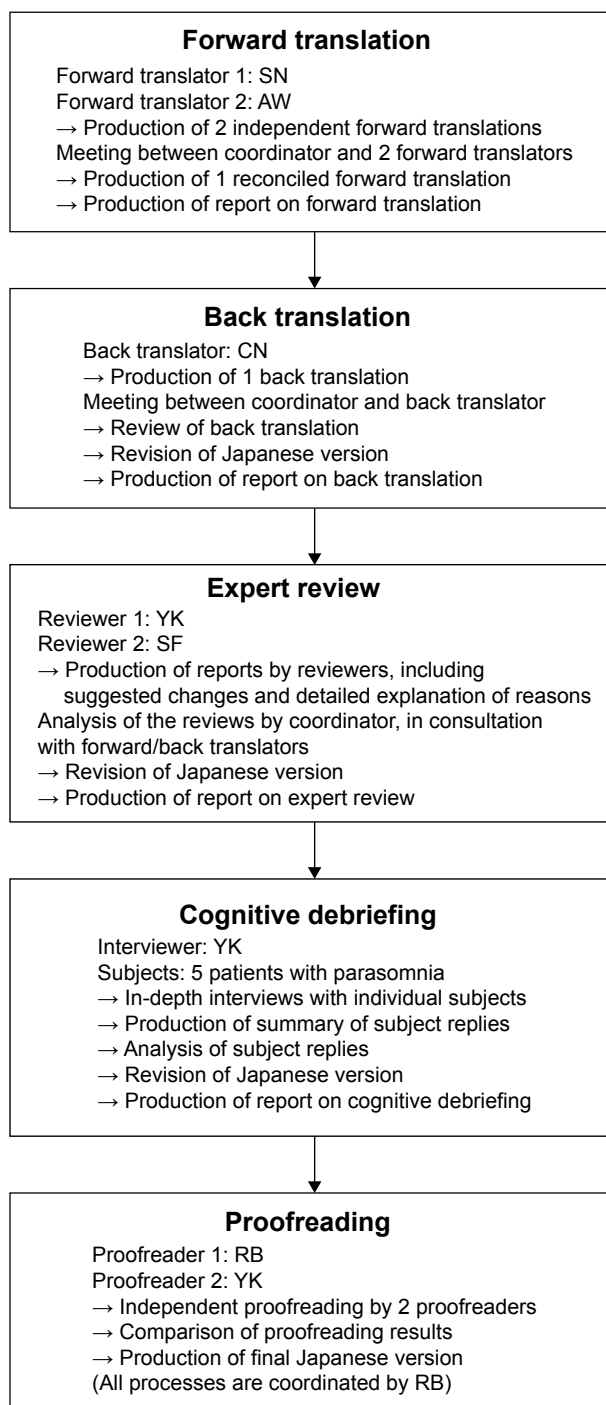 Forward translation
Forward translator 1: SN
Forward translator 2: AW
→ Production of 2 independent forward translations
Meeting between coordinator and 2 forward translators
→ Production of 1 reconciled forward translation
→ Production of report on forward translation
Back translation
Back translator: CN
→ Production of 1 back translation
Meeting between coordinator and back translator
→ Review of back translation
→ Revision of Japanese version
→ Production of report on back translation
Expert review
Reviewer 1: YK
Reviewer 2: SF
→ Production of reports by reviewers, including
suggested changes and detailed explanation of reasons
Analysis of the reviews by coordinator, in consultation
with forward/back translators
→ Revision of Japanese version
→ Production of report on expert review
Cognitive debriefing
Interviewer: YK
Subjects: 5 patients with parasomnia
→ In-depth interviews with individual subjects
→ Production of summary of subject replies
→ Analysis of subject replies
→ Revision of Japanese version
→ Production of report on cognitive debriefing
Proofreading
Proofreader 1: RB
Proofreader 2: YK
→ Independent proofreading by 2 proofreaders
→ Comparison of proofreading results
→ Production of final Japanese version
(All processes are coordinated by RB)